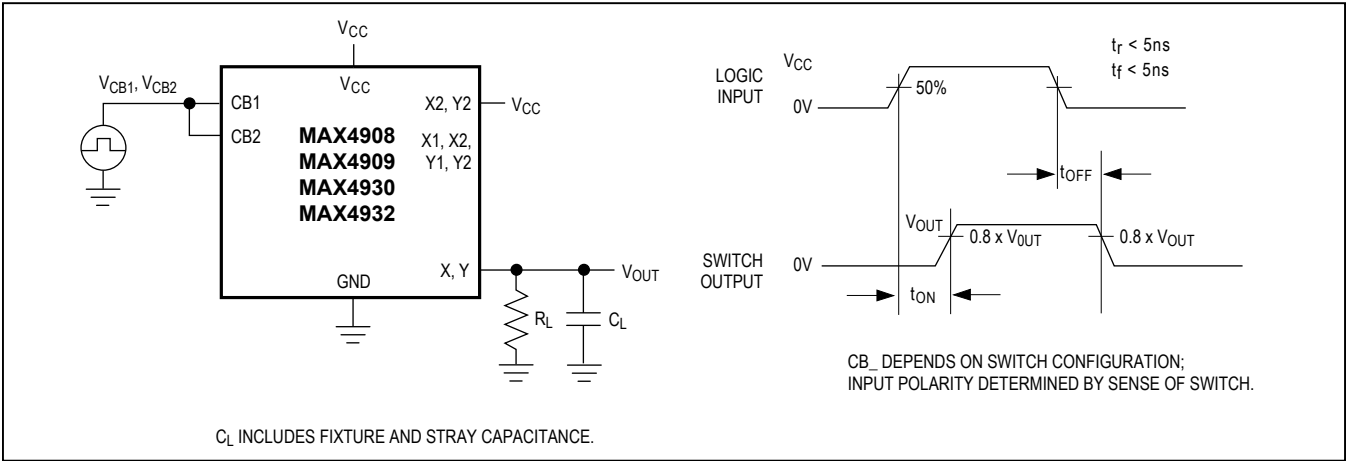 VCC
VCB1, VCB2
VCC
CB1
X2, Y2
VCC
CB2
MAX4908
X1, X2,
MAX4909
Y1, Y2
MAX4930
MAX4932
X, Y
VOUT
GND
RL
CL
CL INCLUDES FIXTURE AND STRAY CAPACITANCE.
tr < 5ns
tf < 5ns
LOGIC
INPUT
VCC
50%
0V
tOFF
VOUT
0.8 x V0UT
0.8 x VOUT
SWITCH
OUTPUT
0V
tON
CB_ DEPENDS ON SWITCH CONFIGURATION;
INPUT POLARITY DETERMINED BY SENSE OF SWITCH.